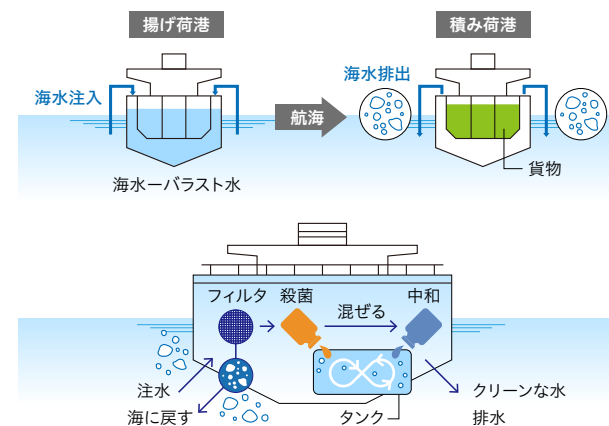 揚げ荷港
積み荷港
海水注入
海水排出
航海
貨物
海水ーバラスト水
フィルタ
殺菌
混ぜる
中和
注水
海に戻す
タンク
クリーンな水
排水